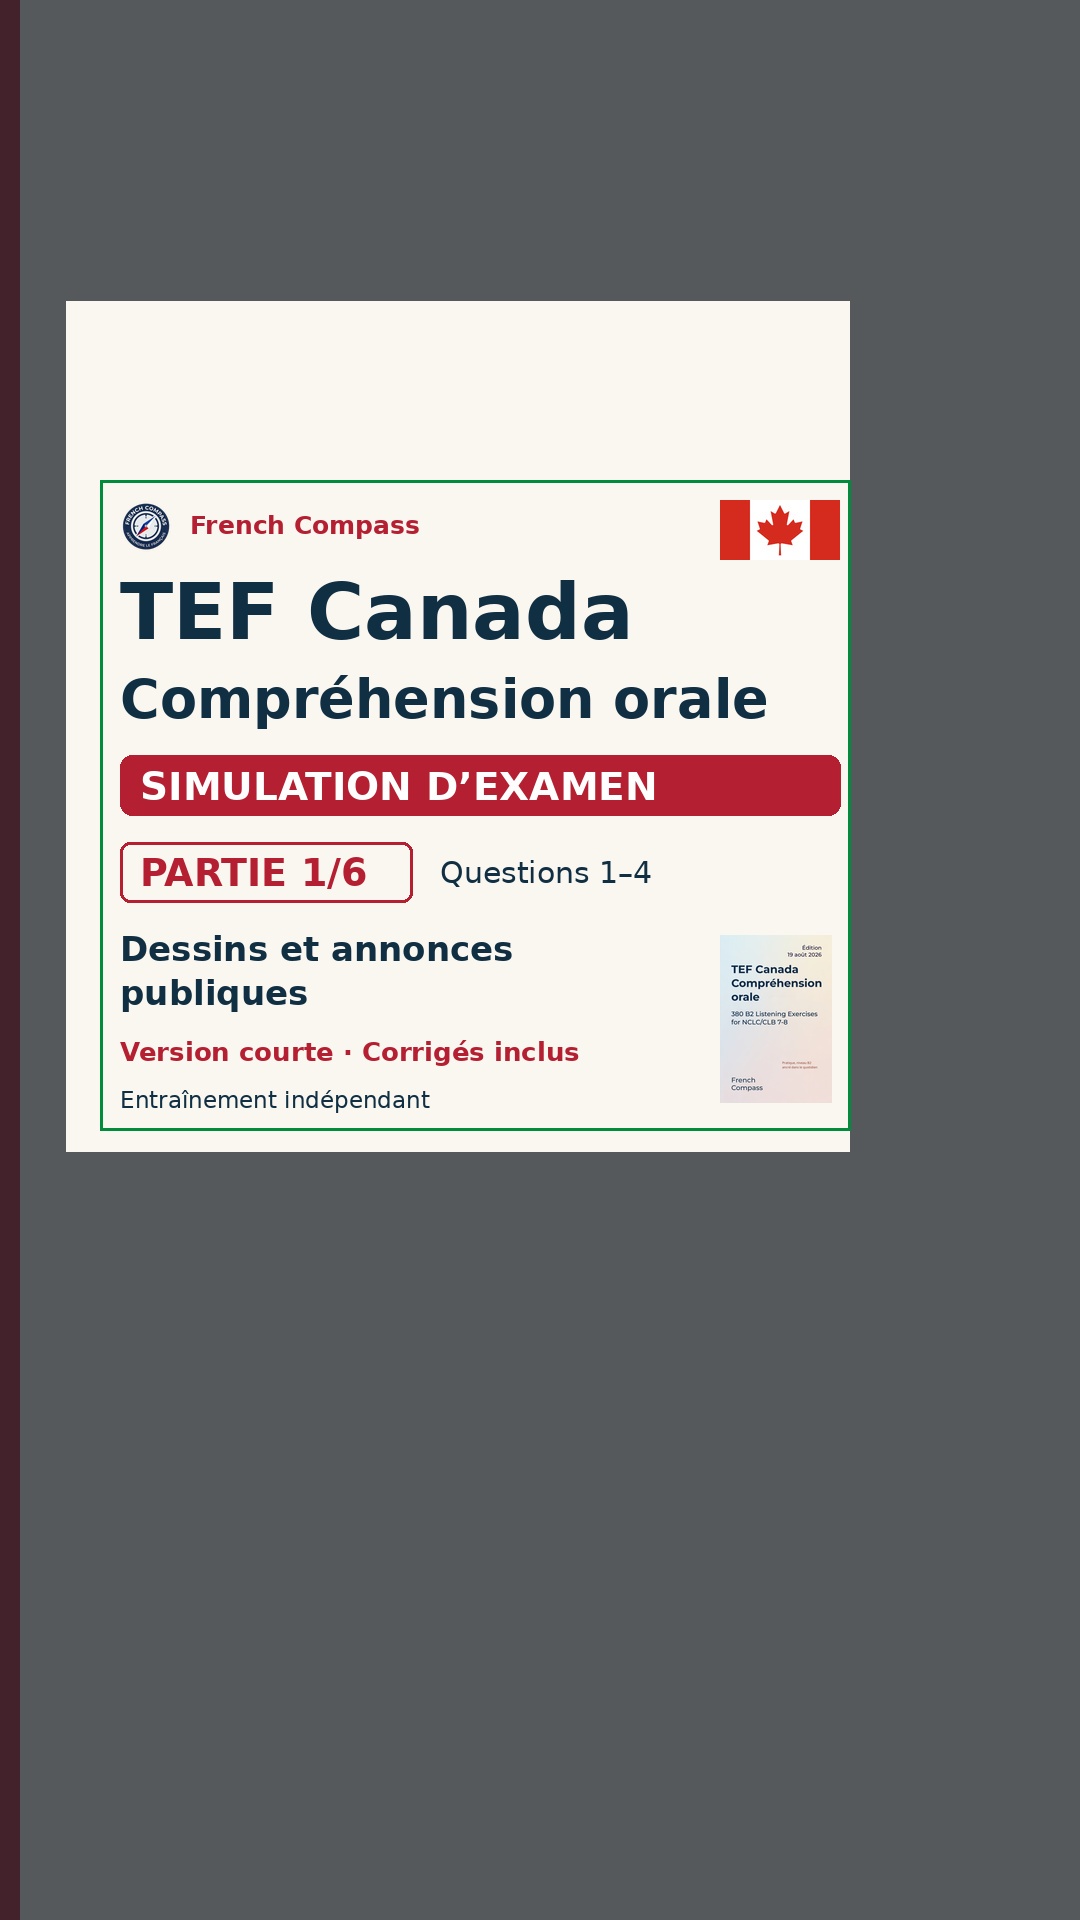 FRENCH COMPASS
French Compass
TEF Canada
Compréhension orale
SIMULATION D’EXAMEN
PARTIE 1/6
Questions 1–4
Dessins et annonces
publiques
Version courte · Corrigés inclus
Entraînement indépendant
Édition
19 août 2026
TEF Canada
Compréhension
orale
380 B2 Listening Exercises
for NCLC/CLB 7-8
French
Compass